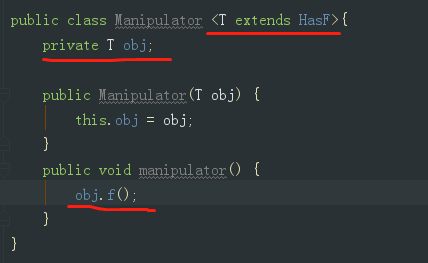 public class Manipulator <T extends HasF>{
private T obj;
public Manipulator(T obj) {
this.obj = obj;
}
public void manipulator() {
obj.f();
}
}